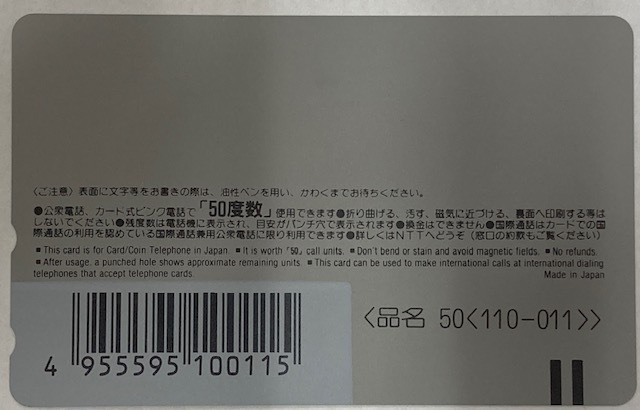 〈ご注意〉表面に文字等をお書きの際は、油性ペンを用い、かわくまでお待ちください。
●公衆電話、カード式ピンク電話で「50度数」使用できます●折り曲げる、汚す、磁気に近づける、裏面へ印刷する等は
しないでください●残度数は電話機に表示され、目安がパンチ穴で表示されます●換金はできません●国際通話はカードでの国
際通話の利用を認めている国際通話兼用公衆電話に限り利用できます●詳しくはNTTへどうぞ(窓口の約款もご覧ください)
■This card is for Card/Coin Telephone in Japan. ■It is worth「50」call units. ■Don't bend or stain and avoid magnetic fields. ■No refunds.
■After usage, a punched hole shows approximate remaining units. ■This card can be used to make international calls at international dialing
telephones that accept telephone cards. Made in Japan
〈品名 50〈110-011〉〉
4 955595 100115